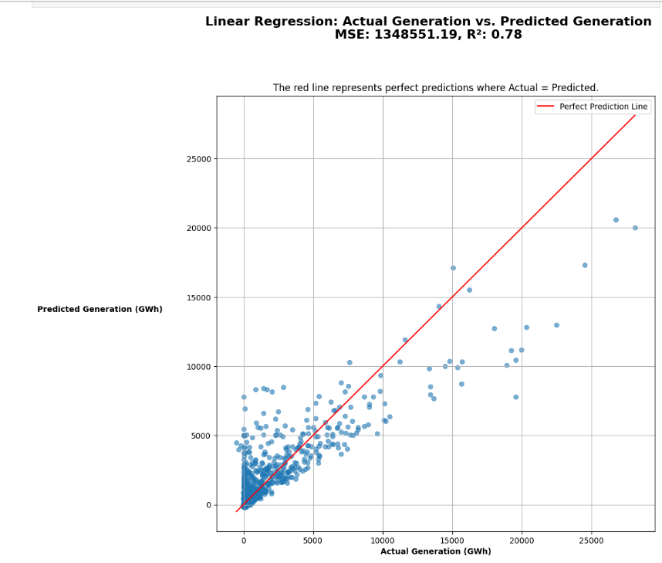 Linear Regression: Actual Generation vs. Predicted Generation
MSE: 1348551.19, R²: 0.78
The red line represents perfect predictions where Actual = Predicted.
Perfect Prediction Line
25000
20000
15000
Predicted Generation (GWh)
10000
5000
0
0 5000 10000 15000 20000 25000
Actual Generation (GWh)